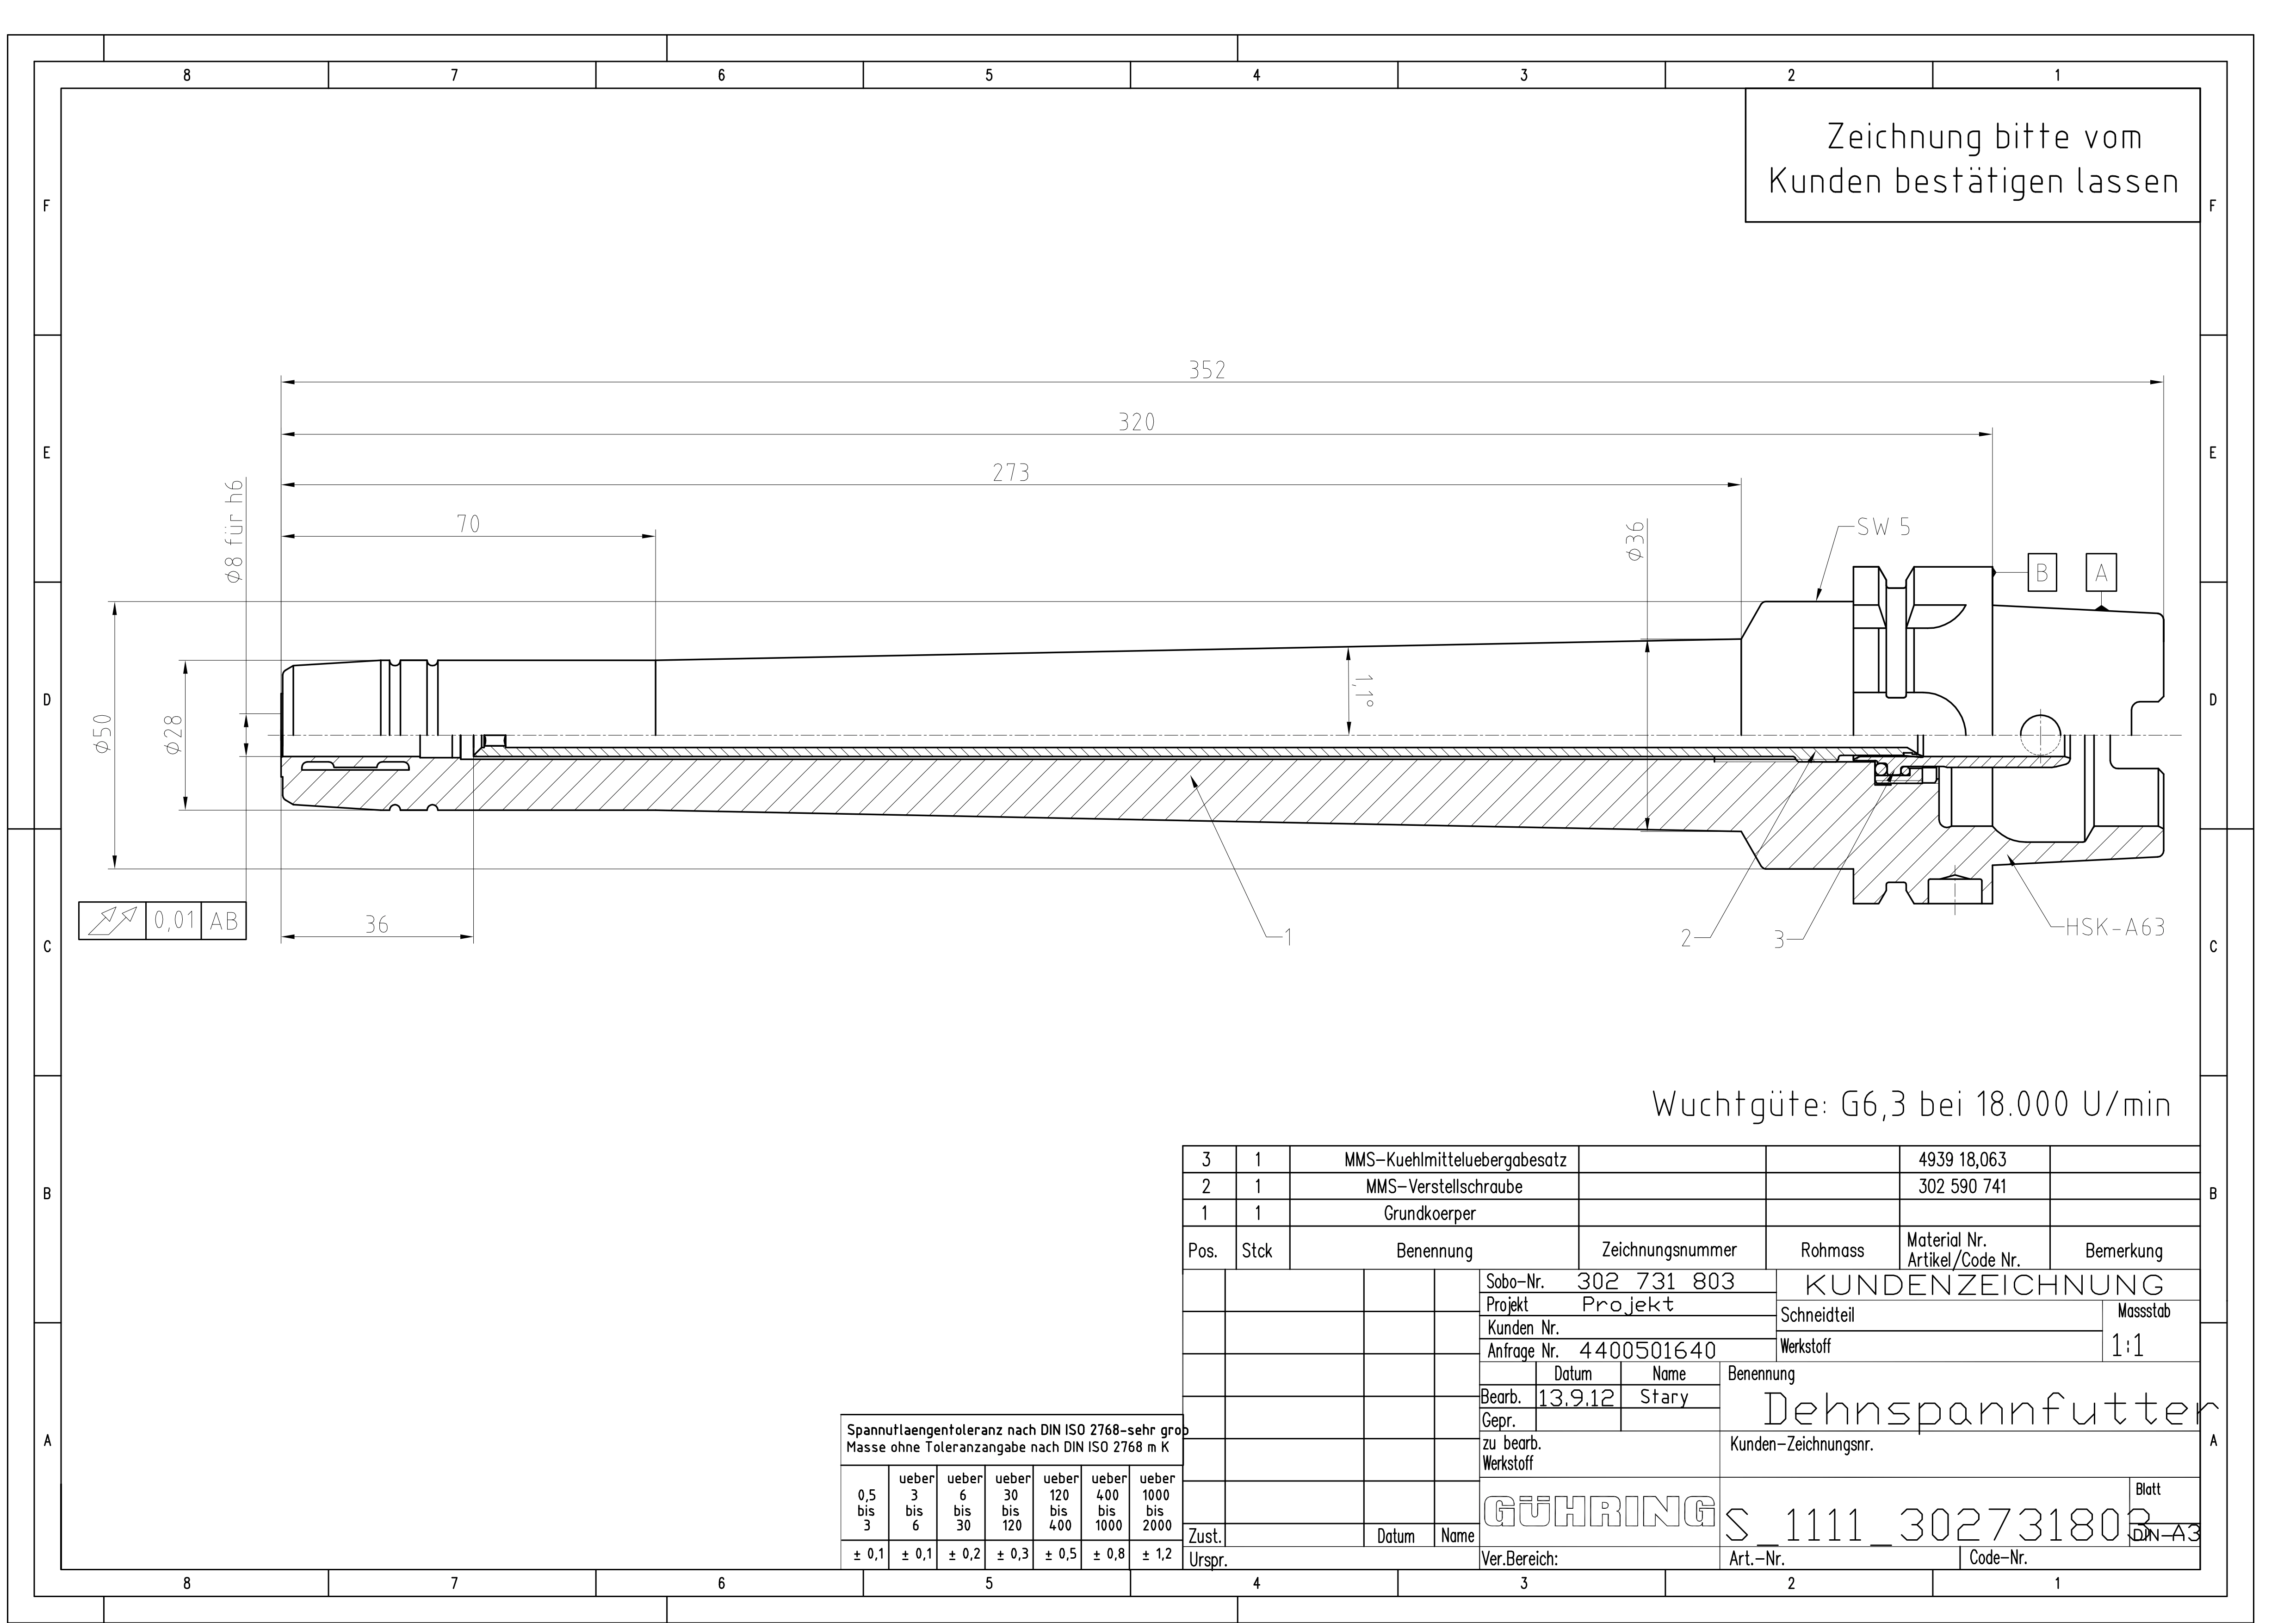 8 7 6 5 4 3 2 1
Zeichnung bitte vom
Kunden bestätigen lassen
F F
352
320
E E
273
70
⌀8 für h6
⌀36
SW 5
B A
D D
⌀50
⌀28
1,1°
0,01 AB
36
1
2
3
HSK-A63
C C
Wuchtgüte: G6,3 bei 18.000 U/min
B B
3 1 MMS-Kuehlmitteluebergabesatz 4939 18,063
2 1 MMS-Verstellschraube 302 590 741
1 1 Grundkoerper
Pos. Stck Benennung Zeichnungsnummer Rohmass Material Nr. Bemerkung
Artikel/Code Nr.
Sobo-Nr. 302 731 803 KUNDENZEICHNUNG
Projekt Projekt Schneidteil Massstab
Kunden Nr.
Anfrage Nr. 4400501640 Werkstoff 1:1
Datum Name Benennung
Bearb. 13.9.12 Stary Dehnspannfutter
Gepr.
A A
zu bearb. Kunden-Zeichnungsnr.
Werkstoff
GÜHRING S_1111_302731803 Blatt
DIN-A3
Zust. Datum Name
Urspr. Ver.Bereich: Art.-Nr. Code-Nr.
Spannutlaengentoleranz nach DIN ISO 2768-sehr grob
Masse ohne Toleranzangabe nach DIN ISO 2768 m K
ueber ueber ueber ueber ueber ueber
0,5 3 6 30 120 400 1000
bis bis bis bis bis bis bis
3 6 30 120 400 1000 2000
± 0,1 ± 0,1 ± 0,2 ± 0,3 ± 0,5 ± 0,8 ± 1,2
8 7 6 5 4 3 2 1